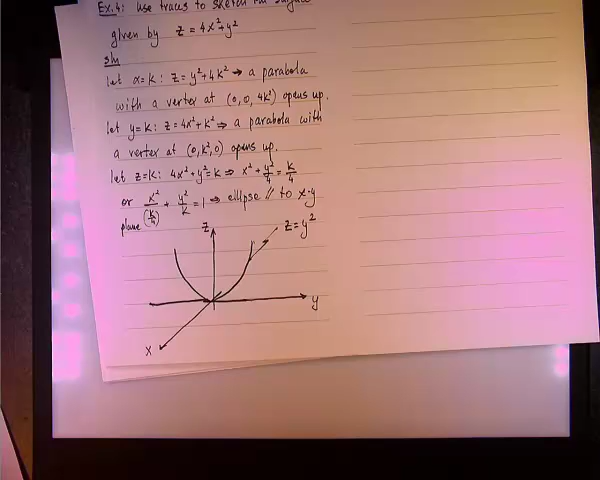 Ex.4: Use traces to sketch the surface
given by z = 4x²+y²
sln
let x=k: z=y²+4k² → a parabola
with a vertex at (0,0,4k²) opens up.
let y=k: z=4x²+k² ⇒ a parabola with
a vertex at (0,k²,0) opens up.
let z=k: 4x²+y²=k ⇒ x²+y²/4=k/4
or x²/(k/4) + y²/k =1 ⇒ ellipse // to x-y
plane
z
z=y²
y
x